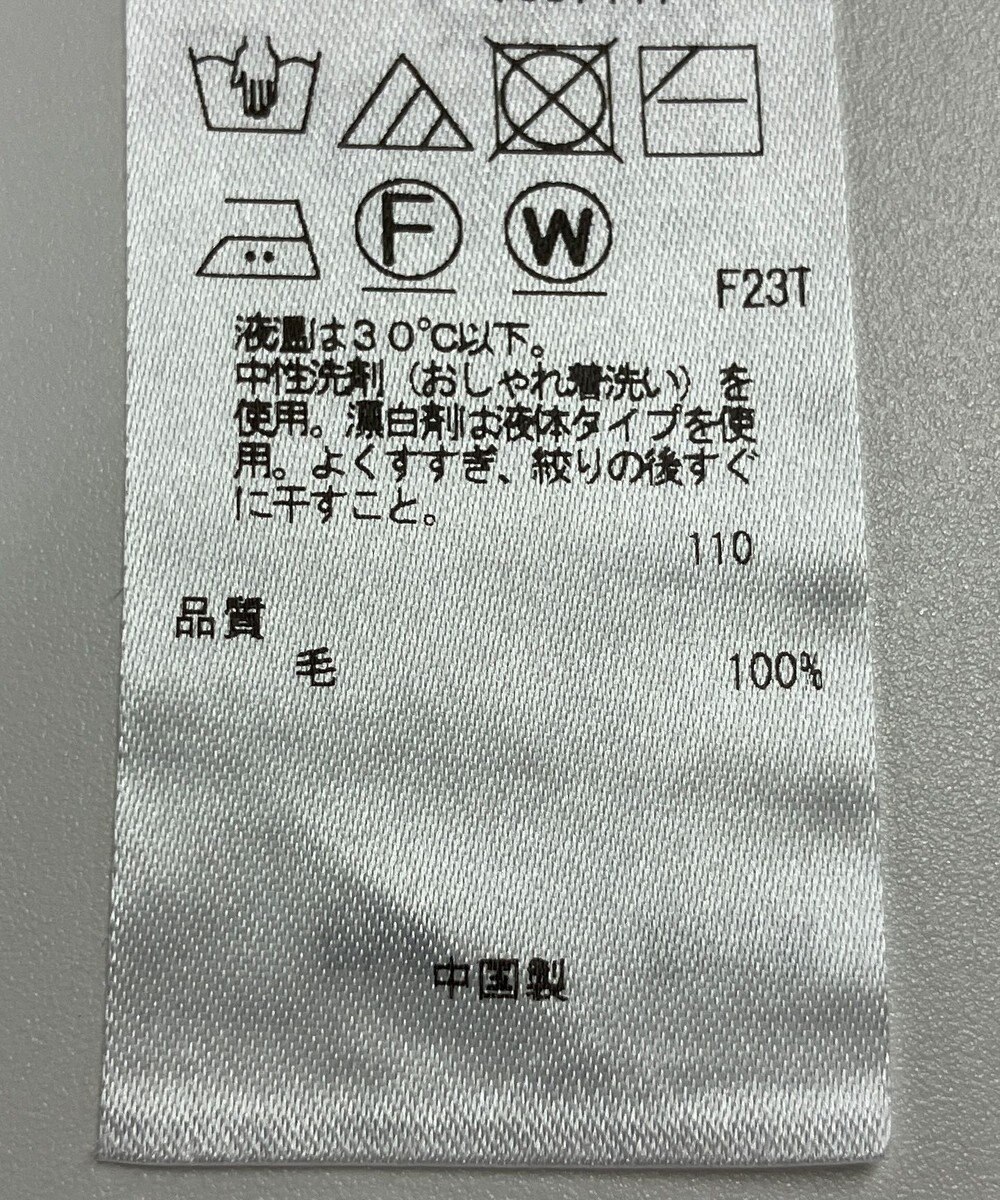 F
W
F23T
液温は30℃以下。
中性洗剤（おしゃれ着洗い）を
使用。漂白剤は液体タイプを使
用。よくすすぎ、絞りの後すぐ
に干すこと。
110
品質
毛 100%
中国製